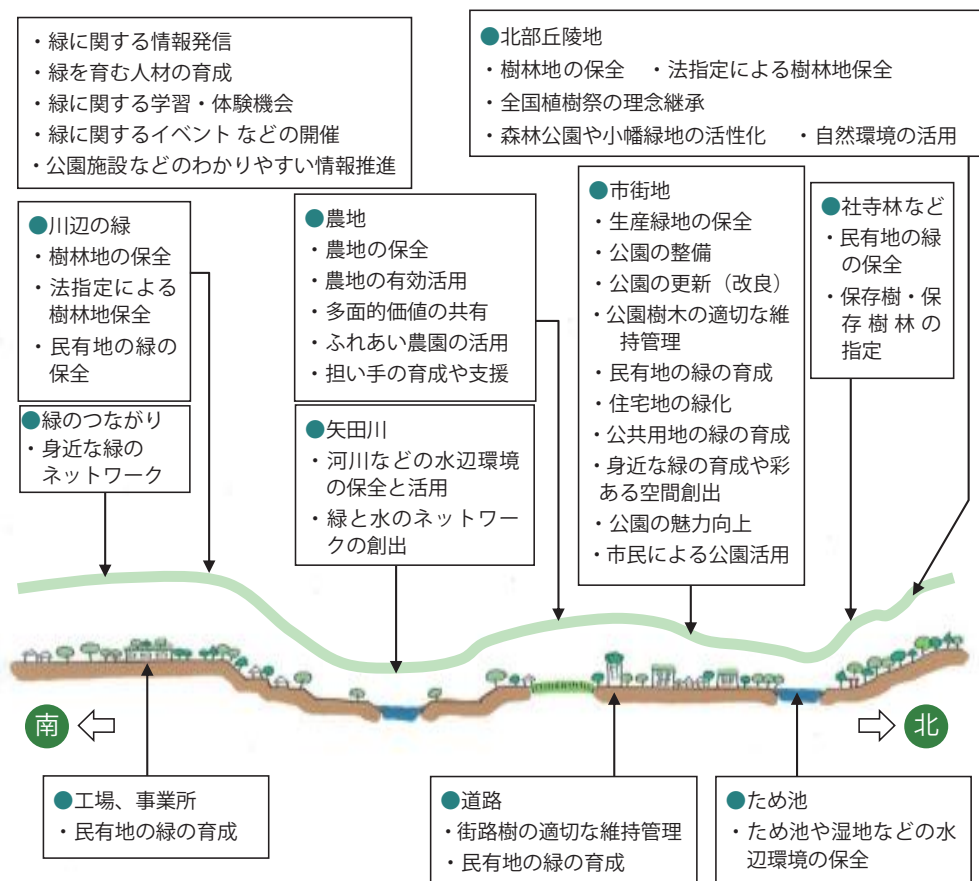 ・緑に関する情報発信
・緑を育む人材の育成
・緑に関する学習・体験機会
・緑に関するイベント などの開催
・公園施設などのわかりやすい情報推進
●北部丘陵地
・樹林地の保全 ・法指定による樹林地保全
・全国植樹祭の理念継承
・森林公園や小幡緑地の活性化 ・自然環境の活用
●川辺の緑
・樹林地の保全
・法指定による
樹林地保全
・民有地の緑の
保全
●緑のつながり
・身近な緑の
ネットワーク
●農地
・農地の保全
・農地の有効活用
・多面的価値の共有
・ふれあい農園の活用
・担い手の育成や支援
●矢田川
・河川などの水辺環境
の保全と活用
・緑と水のネットワー
クの創出
●市街地
・生産緑地の保全
・公園の整備
・公園の更新（改良）
・公園樹木の適切な維
持管理
・民有地の緑の育成
・住宅地の緑化
・公共用地の緑の育成
・身近な緑の育成や彩
ある空間創出
・公園の魅力向上
・市民による公園活用
●社寺林など
・民有地の緑
の保全
・保存樹・保
存樹林の
指定
南
北
●工場、事業所
・民有地の緑の育成
●道路
・街路樹の適切な維持管理
・民有地の緑の育成
●ため池
・ため池や湿地などの水
辺環境の保全